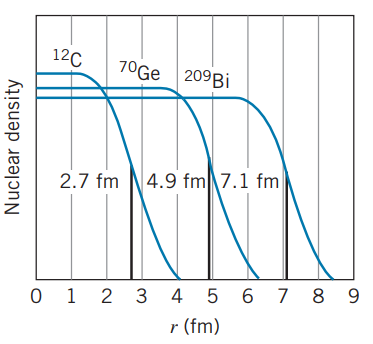 ¹²C
⁷⁰Ge
²⁰⁹Bi
Nuclear density
2.7 fm 4.9 fm 7.1 fm
0 1 2 3 4 5 6 7 8 9
r (fm)